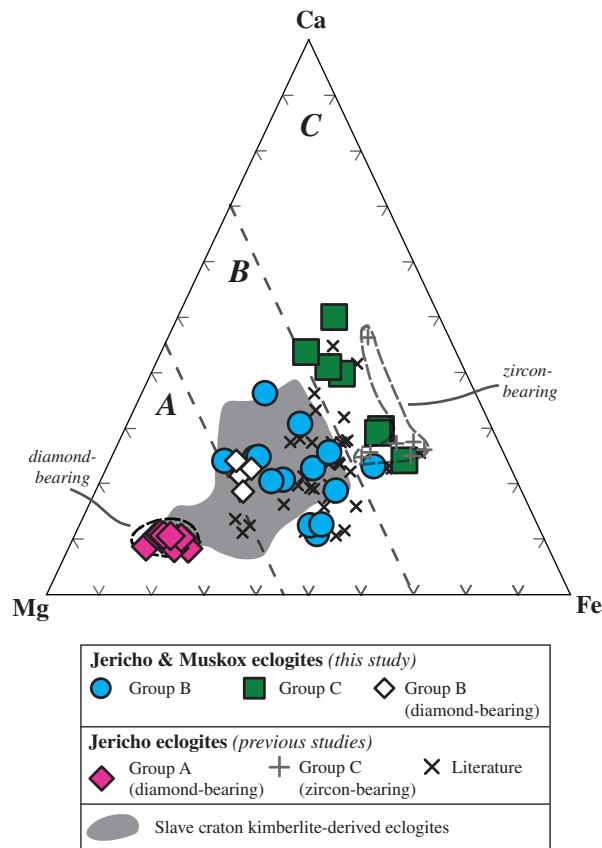 Ca
C
B
A
zircon-
bearing
diamond-
bearing
Mg
Fe
Jericho & Muskox eclogites (this study)
Group B
Group C
Group B
(diamond-bearing)
Jericho eclogites (previous studies)
Group A
(diamond-bearing)
Group C
(zircon-bearing)
Literature
Slave craton kimberlite-derived eclogites